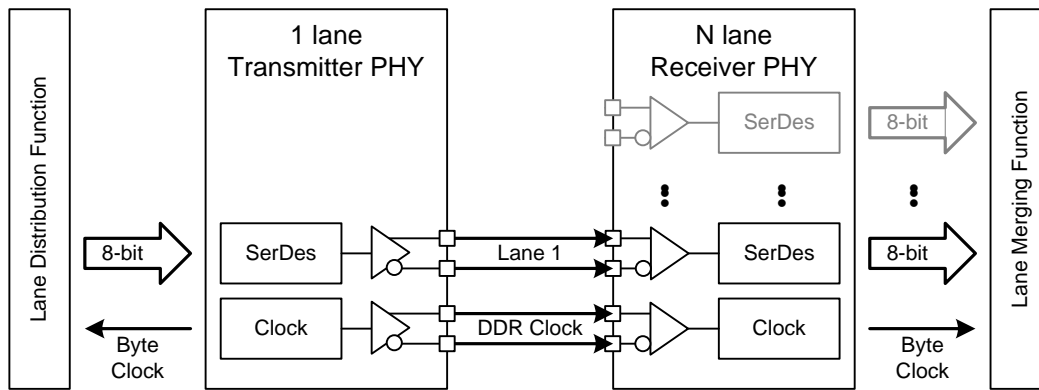 Lane Distribution Function
1 lane
Transmitter PHY
N lane
Receiver PHY
Lane Merging Function
SerDes
8-bit
8-bit
SerDes
Lane 1
SerDes
8-bit
Clock
DDR Clock
Clock
Byte
Clock
Byte
Clock